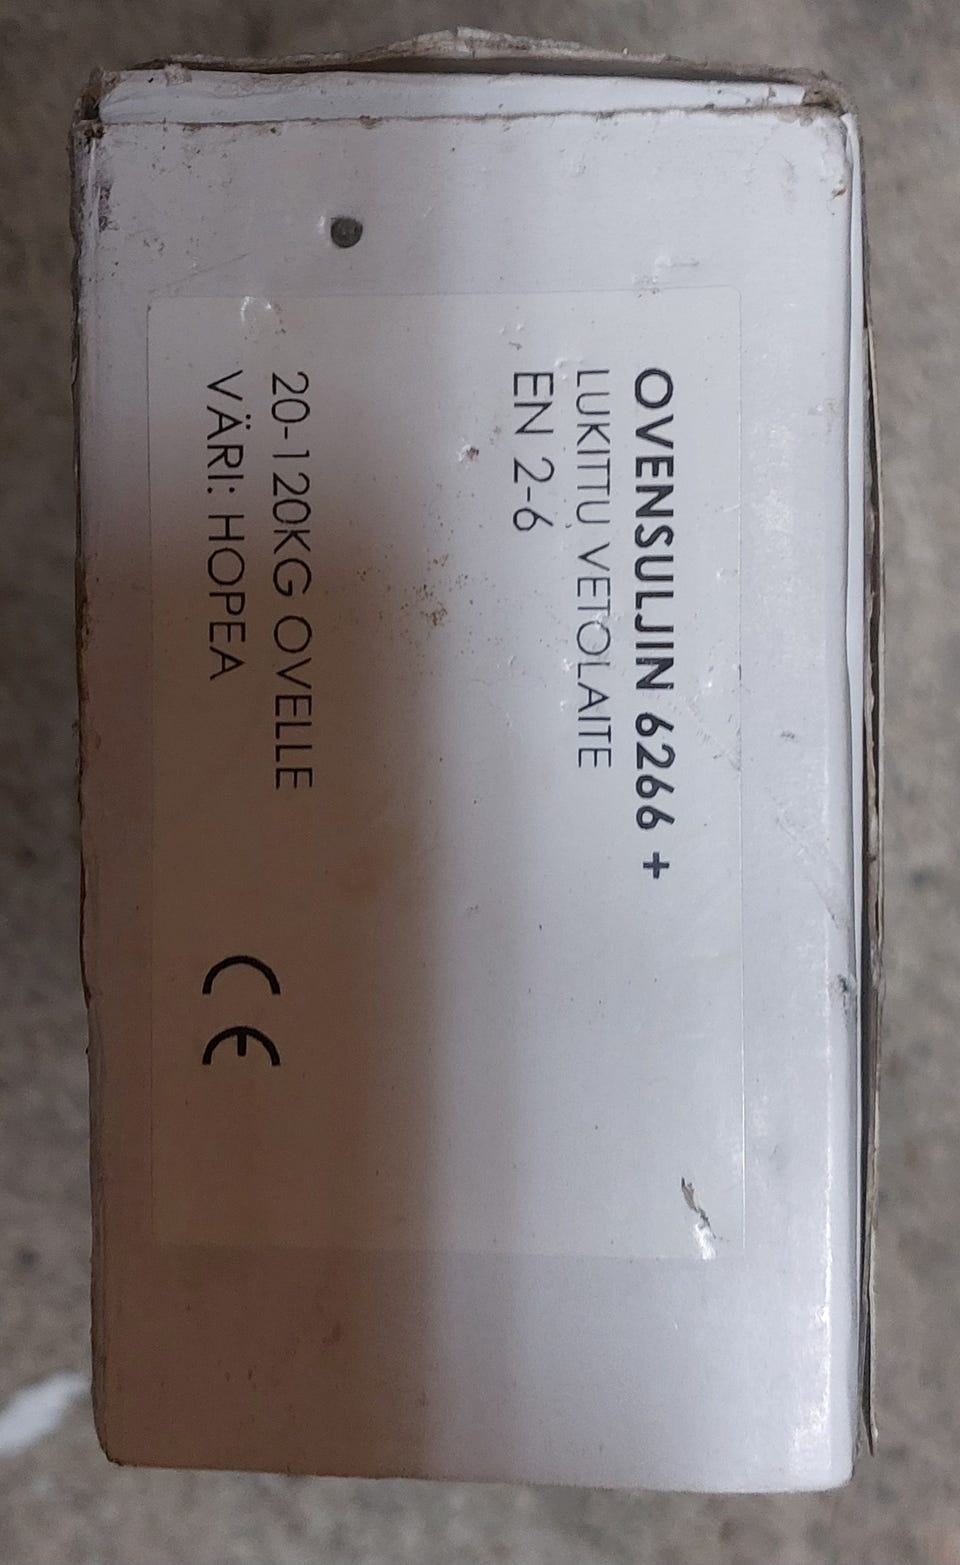 OVENSULJIN 6266 +
LUKITTU VETOLAITE
EN 2-6
20-120KG OVELLE
VÄRI: HOPEA
CE